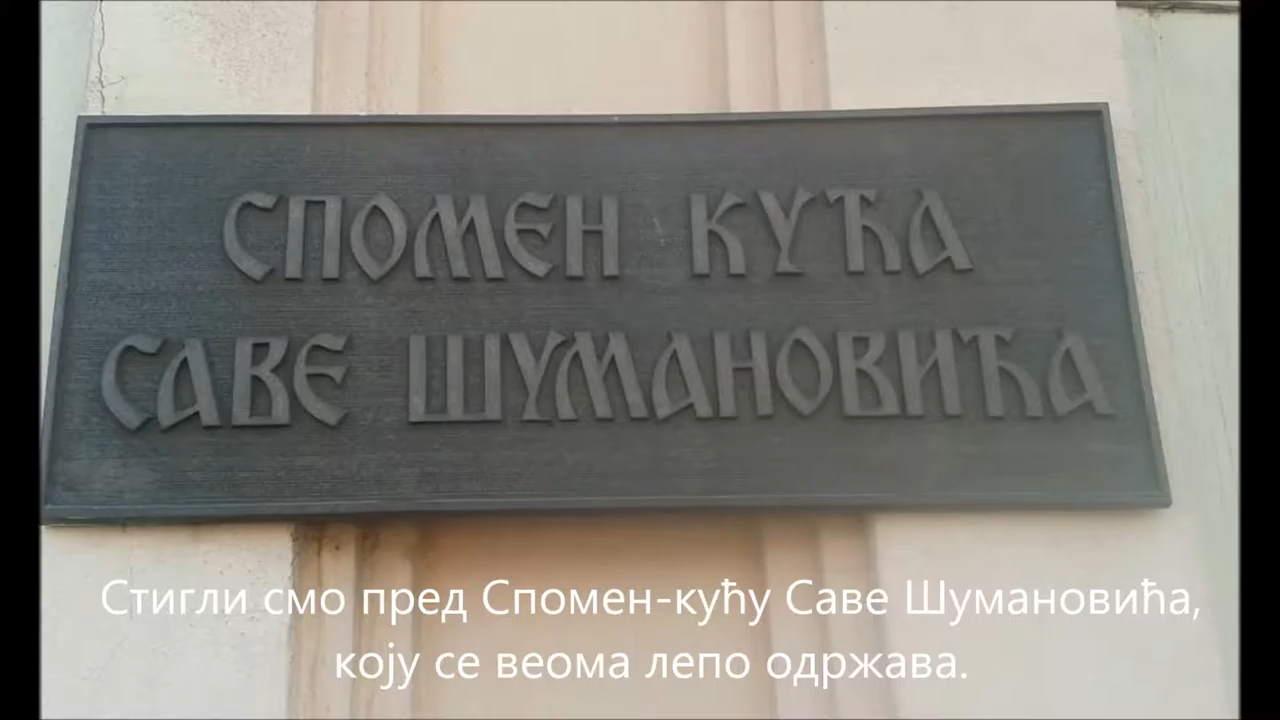 СПОМЕН КУЋА
САВЕ ШУМАНОВИЋА
Стигли смо пред Спомен-кућу Саве Шумановића,
коју се веома лепо одржава.